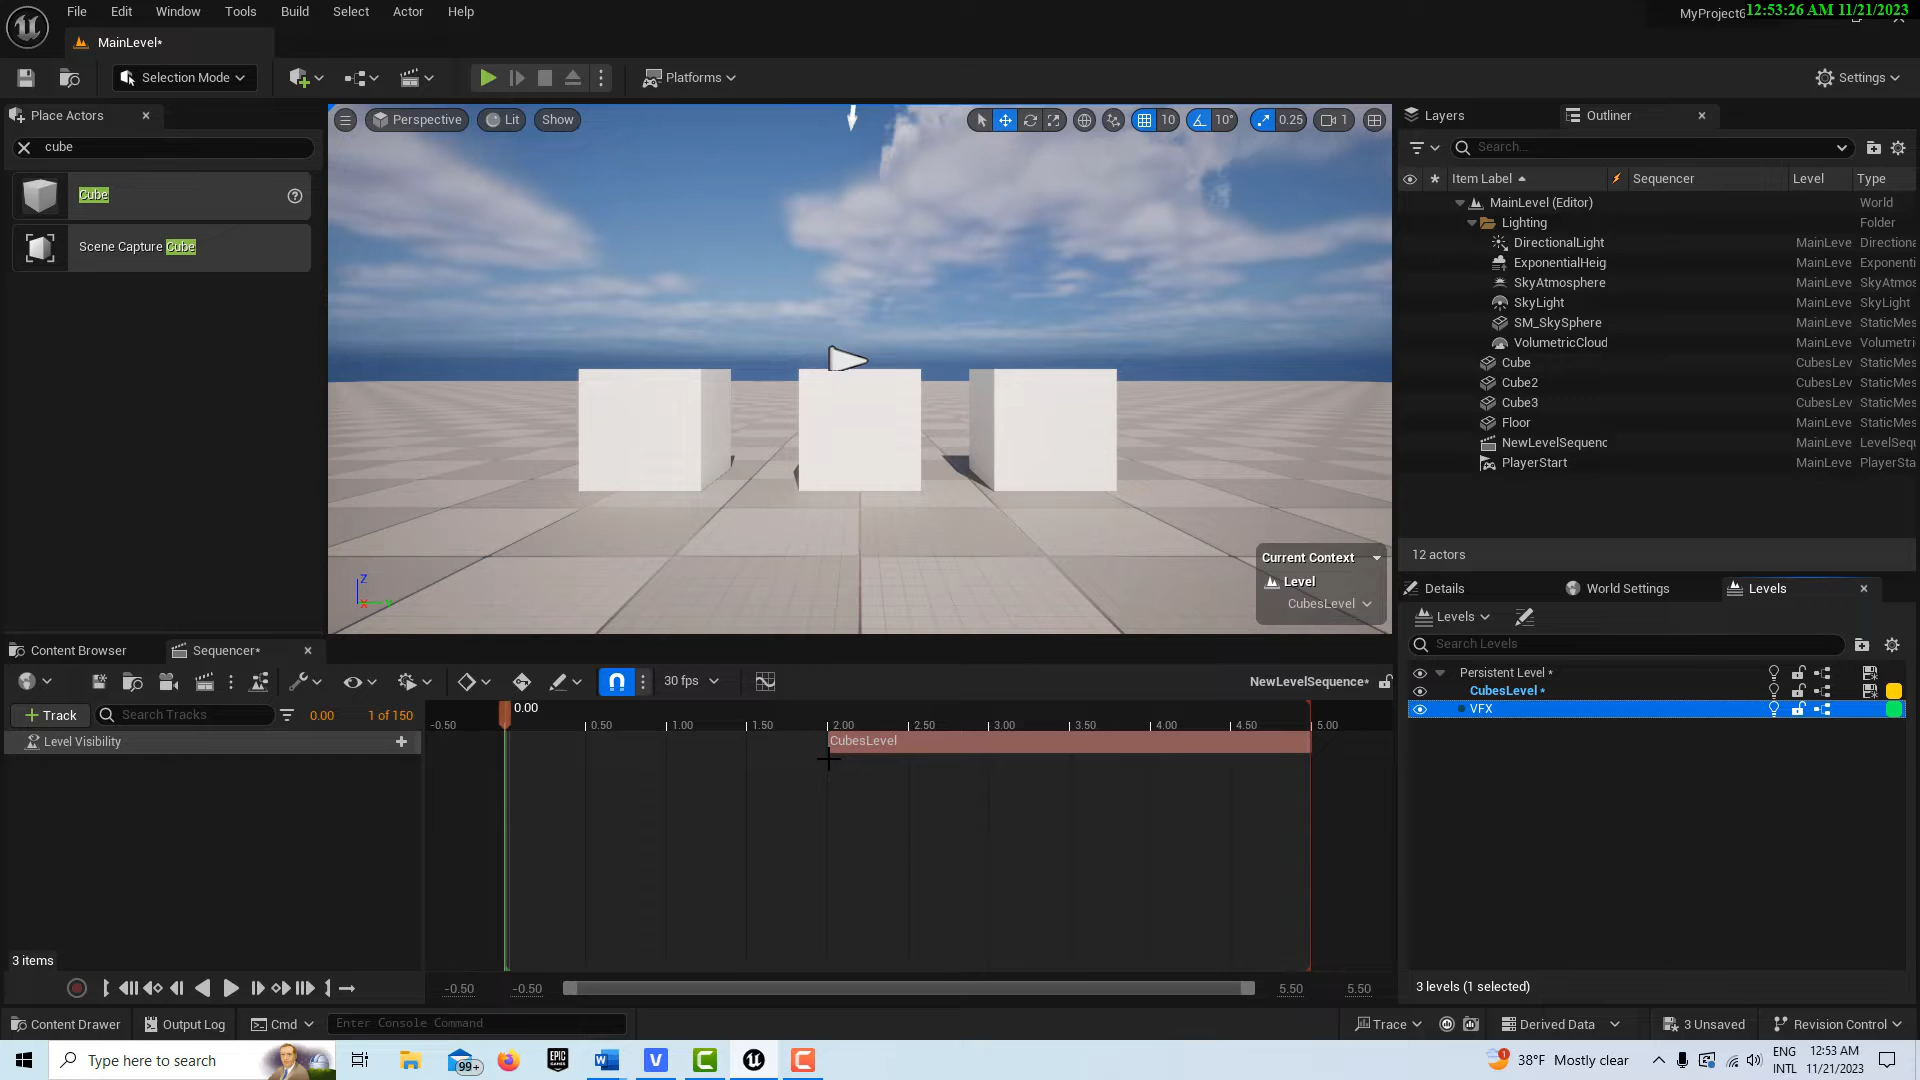 File Edit Window Tools Build Select Actor Help
MyProject6
12:53:26 AM 11/21/2023
MainLevel*
Selection Mode
Platforms
Settings
Place Actors
cube
Cube
Scene Capture Cube
Perspective Lit Show
10 10° 0.25 1
Current Context
Level
CubesLevel
Layers Outliner
Search...
Item Label Sequencer Level Type
MainLevel (Editor) World
Lighting Folder
DirectionalLight MainLeve Directiona
ExponentialHeig MainLeve Exponenti
SkyAtmosphere MainLeve SkyAtmos
SkyLight MainLeve SkyLight
SM_SkySphere MainLeve StaticMes
VolumetricCloud MainLeve Volumetri
Cube CubesLev StaticMes
Cube2 CubesLev StaticMes
Cube3 CubesLev StaticMes
Floor MainLeve StaticMes
NewLevelSequenc MainLeve LevelSequ
PlayerStart MainLeve PlayerSta
12 actors
Details World Settings Levels
Levels
Search Levels
Persistent Level *
CubesLevel *
VFX
3 levels (1 selected)
Content Browser Sequencer*
30 fps
NewLevelSequence*
Track Search Tracks 0.00 1 of 150
0.00
-0.50 0.50 1.00 1.50 2.00 2.50 3.00 3.50 4.00 4.50 5.00
Level Visibility
CubesLevel
3 items
-0.50 -0.50 5.50 5.50
Content Drawer Output Log Cmd Enter Console Command
Trace Derived Data 3 Unsaved Revision Control
Type here to search
99+
EPIC GAMES
W
V
1
38°F Mostly clear
ENG
INTL
12:53 AM
11/21/2023